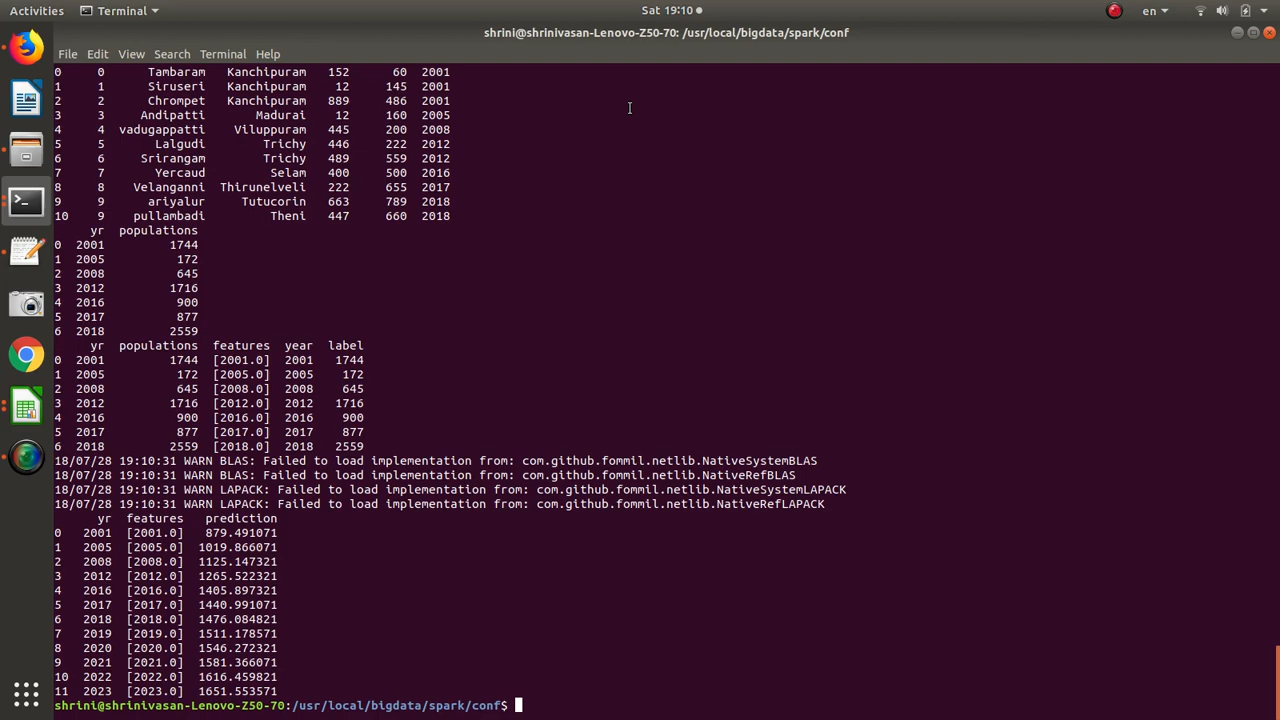 Activities Terminal Sat 19:10 en
shrini@shrinivasan-Lenovo-Z50-70: /usr/local/bigdata/spark/conf
File Edit View Search Terminal Help
0 0 Tambaram Kanchipuram 152 60 2001
1 1 Siruseri Kanchipuram 12 145 2001
2 2 Chrompet Kanchipuram 889 486 2001
3 3 Andipatti Madurai 12 160 2005
4 4 vadugappatti Viluppuram 445 200 2008
5 5 Lalgudi Trichy 446 222 2012
6 6 Srirangam Trichy 489 559 2012
7 7 Yercaud Selam 400 500 2016
8 8 Velanganni Thirunelveli 222 655 2017
9 9 ariyalur Tutucorin 663 789 2018
10 9 pullambadi Theni 447 660 2018
yr populations
0 2001 1744
1 2005 172
2 2008 645
3 2012 1716
4 2016 900
5 2017 877
6 2018 2559
yr populations features year label
0 2001 1744 [2001.0] 2001 1744
1 2005 172 [2005.0] 2005 172
2 2008 645 [2008.0] 2008 645
3 2012 1716 [2012.0] 2012 1716
4 2016 900 [2016.0] 2016 900
5 2017 877 [2017.0] 2017 877
6 2018 2559 [2018.0] 2018 2559
18/07/28 19:10:31 WARN BLAS: Failed to load implementation from: com.github.fommil.netlib.NativeSystemBLAS
18/07/28 19:10:31 WARN BLAS: Failed to load implementation from: com.github.fommil.netlib.NativeRefBLAS
18/07/28 19:10:31 WARN LAPACK: Failed to load implementation from: com.github.fommil.netlib.NativeSystemLAPACK
18/07/28 19:10:31 WARN LAPACK: Failed to load implementation from: com.github.fommil.netlib.NativeRefLAPACK
yr features prediction
0 2001 [2001.0] 879.491071
1 2005 [2005.0] 1019.866071
2 2008 [2008.0] 1125.147321
3 2012 [2012.0] 1265.522321
4 2016 [2016.0] 1405.897321
5 2017 [2017.0] 1440.991071
6 2018 [2018.0] 1476.084821
7 2019 [2019.0] 1511.178571
8 2020 [2020.0] 1546.272321
9 2021 [2021.0] 1581.366071
10 2022 [2022.0] 1616.459821
11 2023 [2023.0] 1651.553571
shrini@shrinivasan-Lenovo-Z50-70:/usr/local/bigdata/spark/conf$